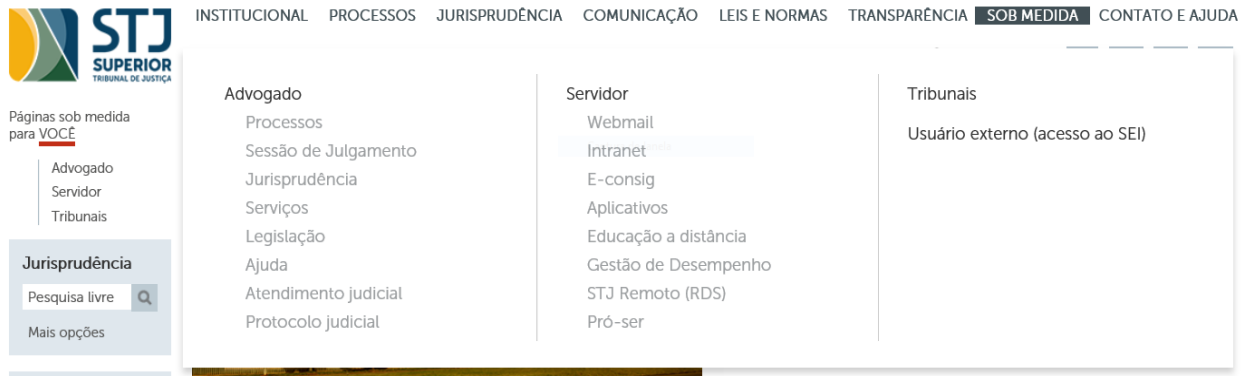 INSTITUCIONAL PROCESSOS JURISPRUDÊNCIA COMUNICAÇÃO LEIS E NORMAS TRANSPARÊNCIA SOB MEDIDA CONTATO E AJUDA
STJ
SUPERIOR
TRIBUNAL DE JUSTIÇA
Páginas sob medida
para VOCÊ
Advogado
Servidor
Tribunais
Jurisprudência
Pesquisa livre
Mais opções
Advogado
Processos
Sessão de Julgamento
Jurisprudência
Serviços
Legislação
Ajuda
Atendimento judicial
Protocolo judicial
Servidor
Webmail
Intranet
E-consig
Aplicativos
Educação a distância
Gestão de Desempenho
STJ Remoto (RDS)
Pró-ser
Tribunais
Usuário externo (acesso ao SEI)